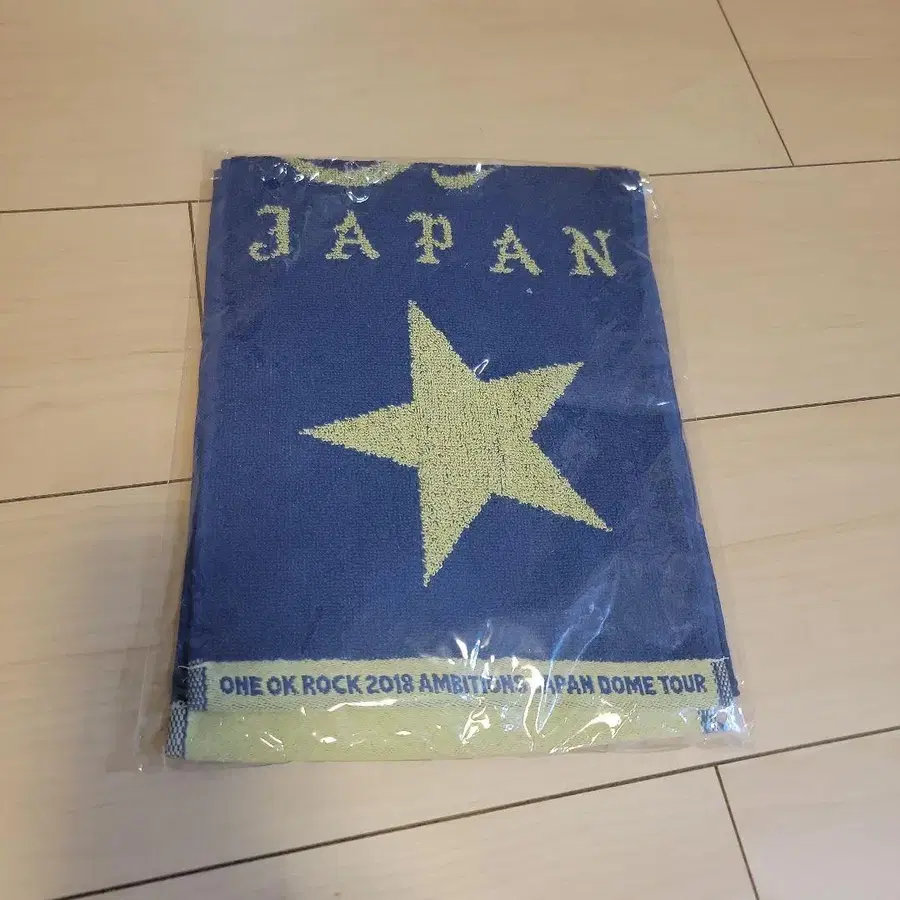 JAPAN
ONE OK ROCK 2018 AMBITIONS JAPAN DOME TOUR